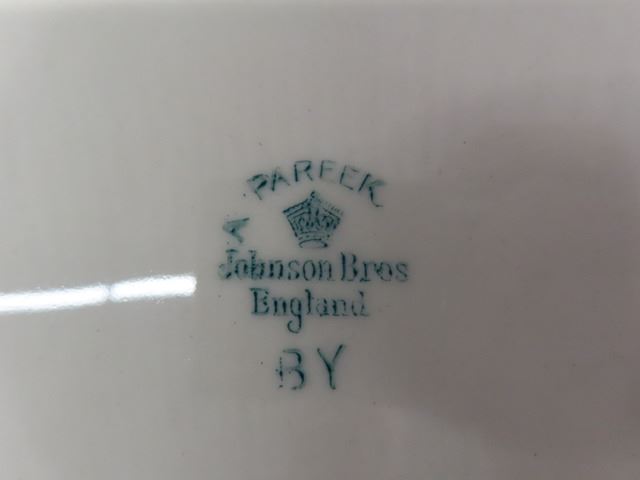 A PAREEK
Johnson Bros
England
BY